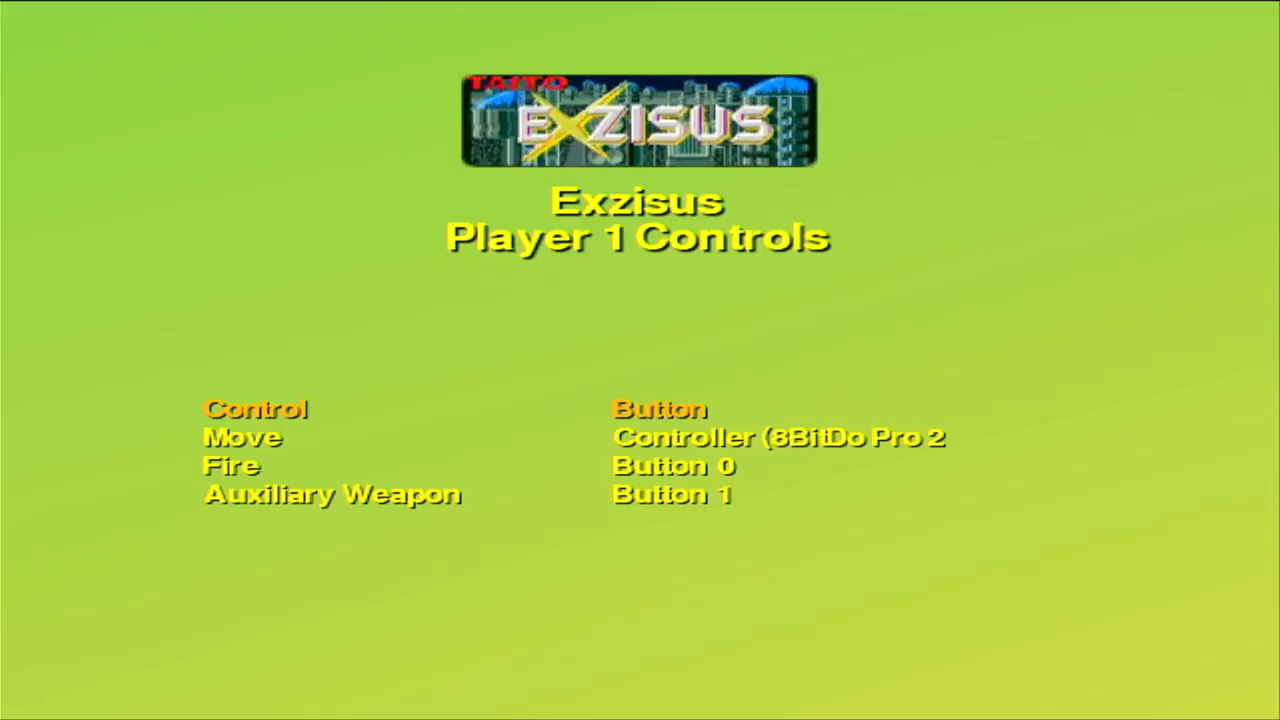 TAITO
EXZISUS
Exzisus
Player 1 Controls
Control Button
Move Controller (8BitDo Pro 2
Fire Button 0
Auxiliary Weapon Button 1